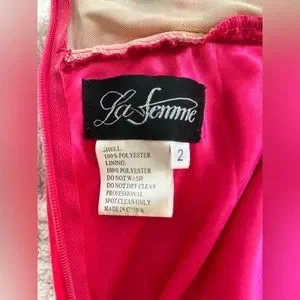 La Femme
SHELL:
100% POLYESTER
LINING:
100% POLYESTER
DO NOT WASH
DO NOT DRY CLEAN
PROFESSIONAL
SPOT CLEAN ONLY
MADE IN CHINA
2